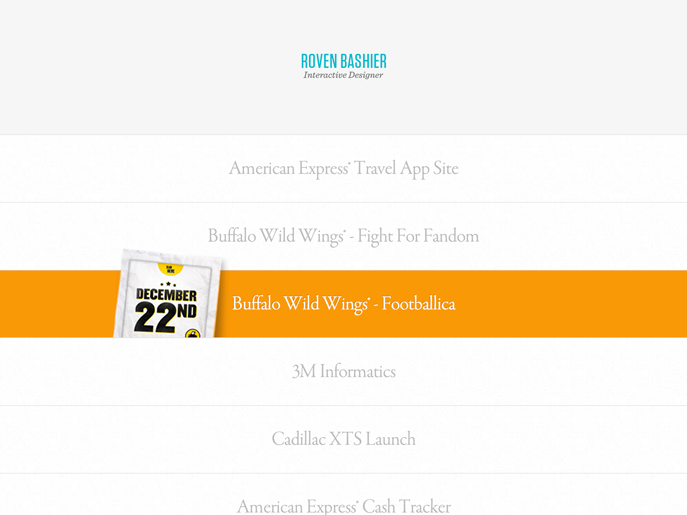 ROVEN BASHIER
Interactive Designer
American Express® Travel App Site
Buffalo Wild Wings® - Fight For Fandom
DECEMBER
22ND
Buffalo Wild Wings® - Footballica
3M Informatics
Cadillac XTS Launch
American Express® Cash Tracker